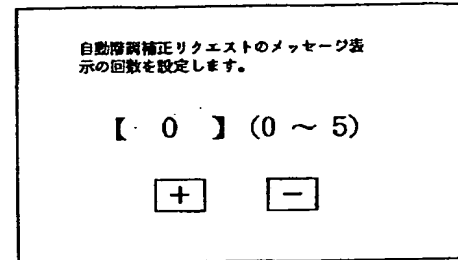 自動階調補正リクエストのメッセージ表
示の回数を設定します。
【 0 】 (0 ～ 5)
+ −